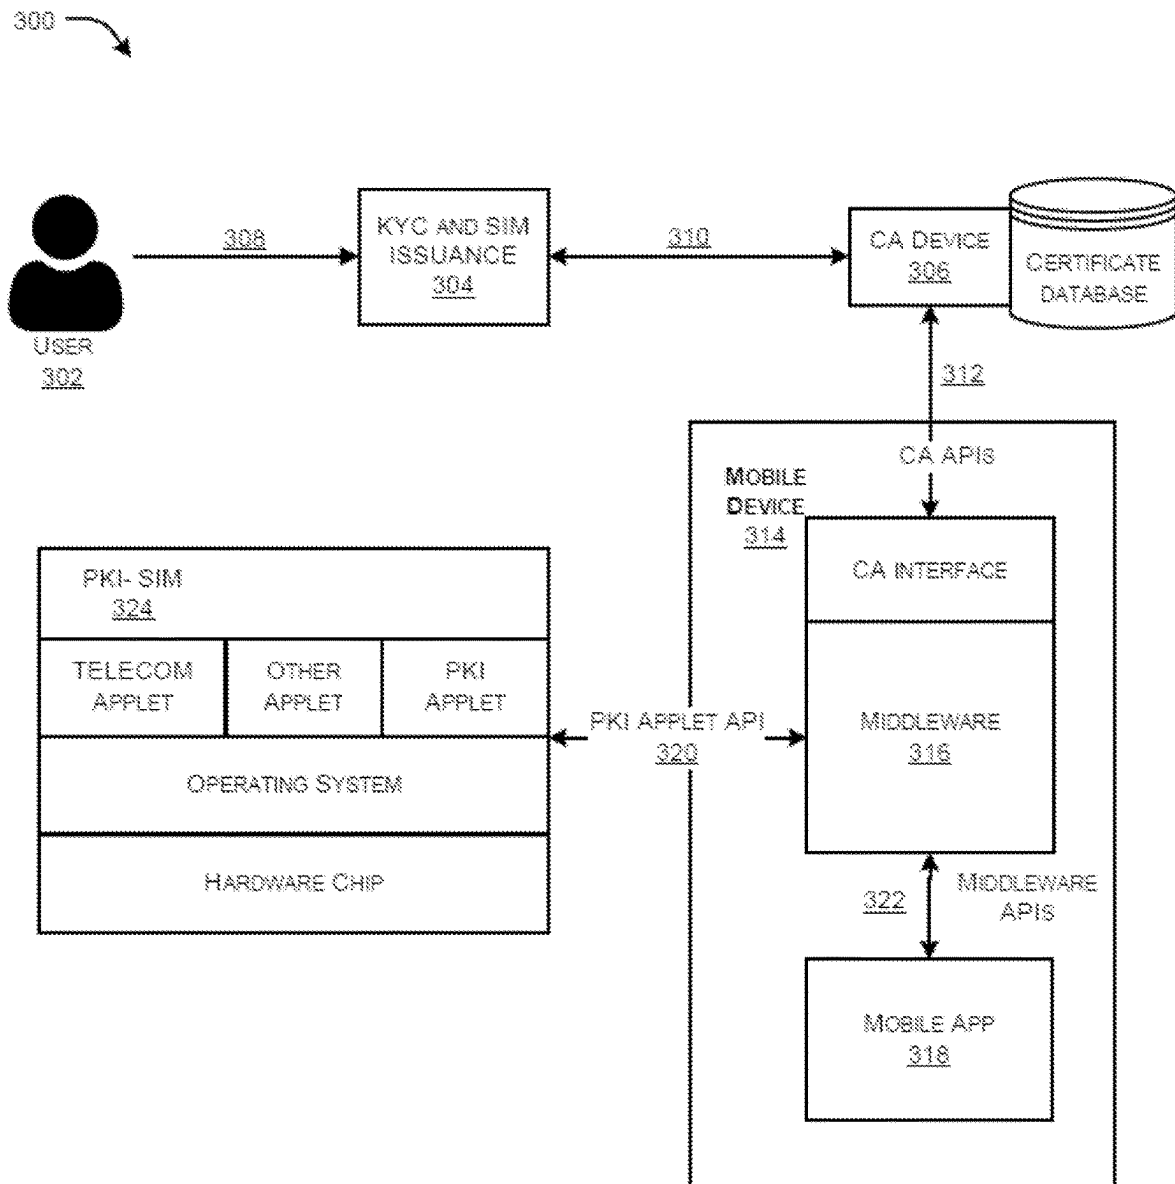 300
308
KYC AND SIM
ISSUANCE
304
310
CA DEVICE
306
CERTIFICATE
DATABASE
USER
302
312
CA APIS
MOBILE
DEVICE
314
CA INTERFACE
PKI- SIM
324
TELECOM
APPLET
OTHER
APPLET
PKI
APPLET
OPERATING SYSTEM
HARDWARE CHIP
PKI APPLET API
320
MIDDLEWARE
316
322
MIDDLEWARE
APIS
MOBILE APP
318